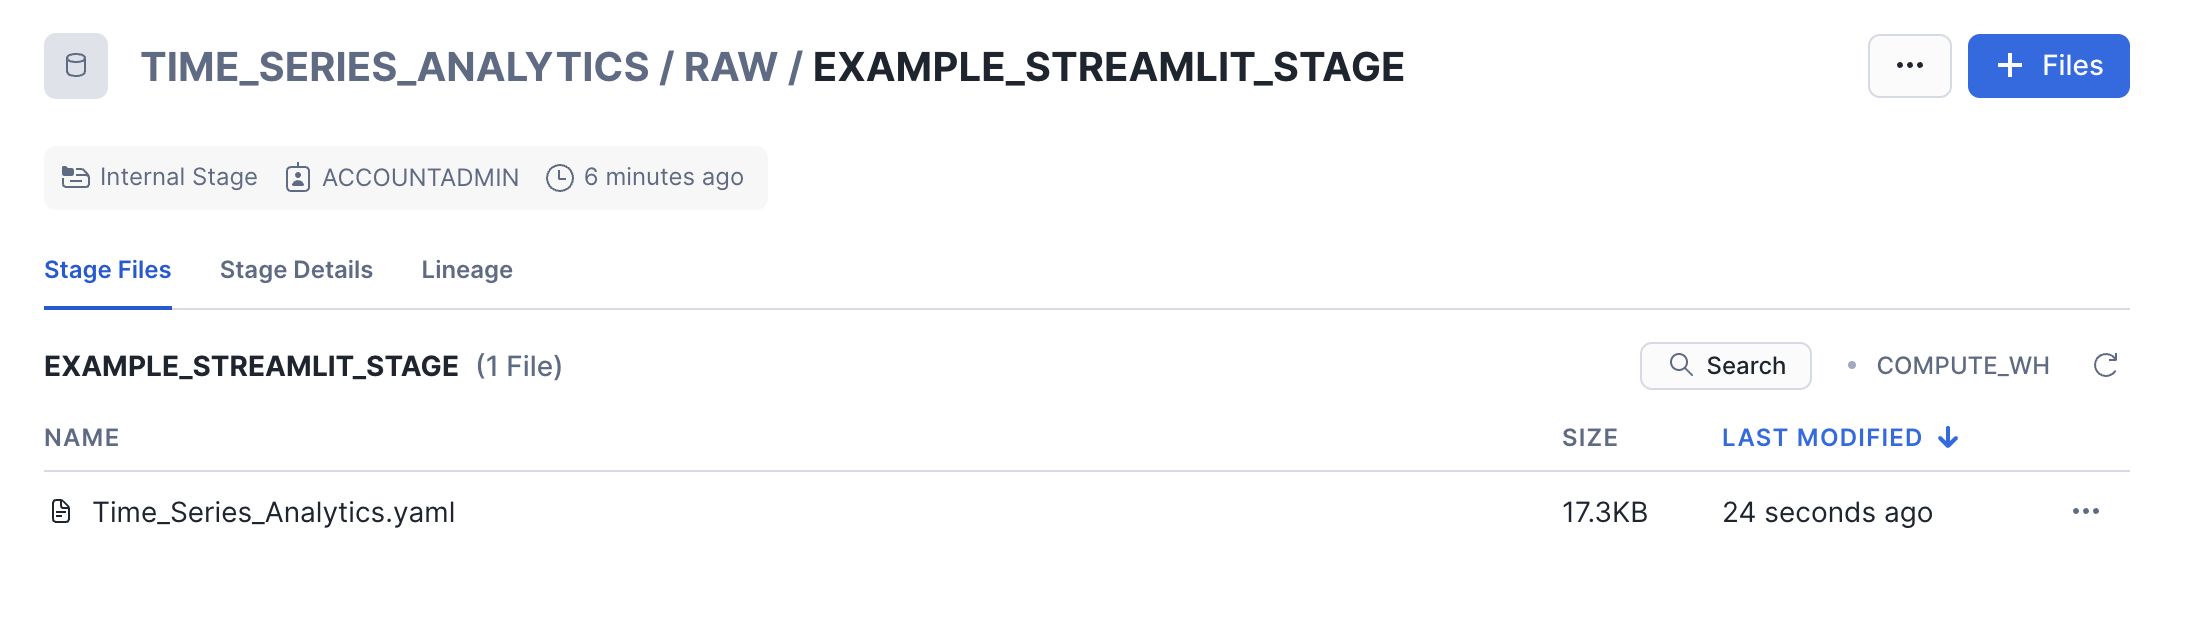 TIME_SERIES_ANALYTICS / RAW / EXAMPLE_STREAMLIT_STAGE
+ Files
Internal Stage ACCOUNTADMIN 6 minutes ago
Stage Files Stage Details Lineage
EXAMPLE_STREAMLIT_STAGE (1 File) Search COMPUTE_WH
NAME SIZE LAST MODIFIED
Time_Series_Analytics.yaml 17.3KB 24 seconds ago